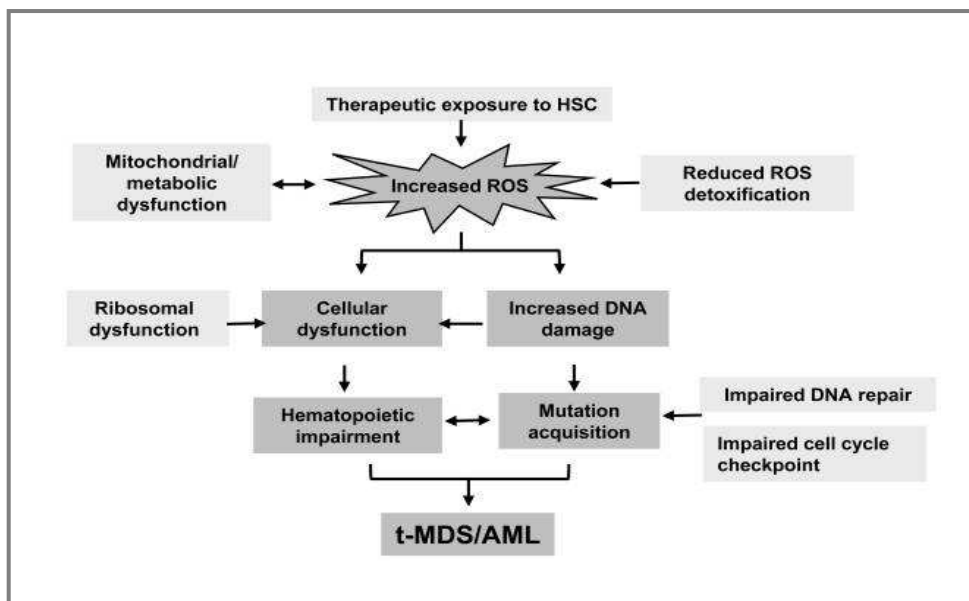 Therapeutic exposure to HSC
Mitochondrial/
metabolic
dysfunction
Increased ROS
Reduced ROS
detoxification
Ribosomal
dysfunction
Cellular
dysfunction
Increased DNA
damage
Hematopoietic
impairment
Mutation
acquisition
Impaired DNA repair
Impaired cell cycle
checkpoint
t-MDS/AML